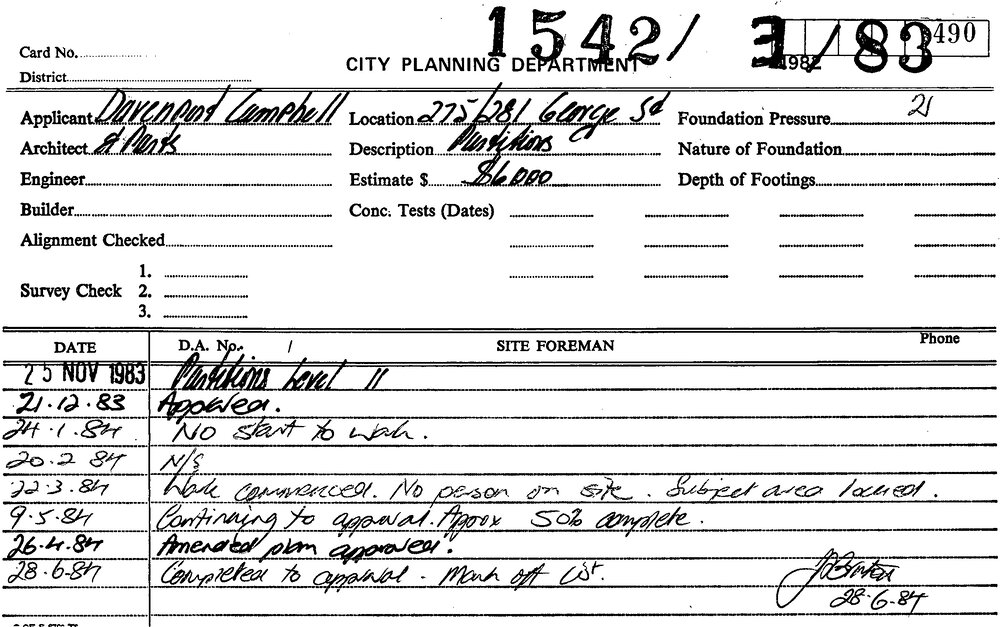 1542/ 3 1/83
490
1982
Card No.
CITY PLANNING DEPARTMENT
District
Applicant Davenport Campbell Location 275/281 George St Foundation Pressure 21
Architect & Parts Description Partitions Nature of Foundation
Engineer Estimate $ $6000 Depth of Footings
Builder Conc. Tests (Dates)
Alignment Checked
1.
Survey Check 2.
3.
DATE D.A. No. / SITE FOREMAN Phone
25 NOV 1983 Partitions Level 11
21.12.83 Approved.
24.1.84 No start to work.
20.2 84 N/S
22.3.84 Work commenced. No person on site. Subject area locked.
9.5.84 Continuing to approval. Approx 50% complete.
26.4.84 Amended plan approved.
28.6.84 Completed to approval - Mark off List.
28.6.84